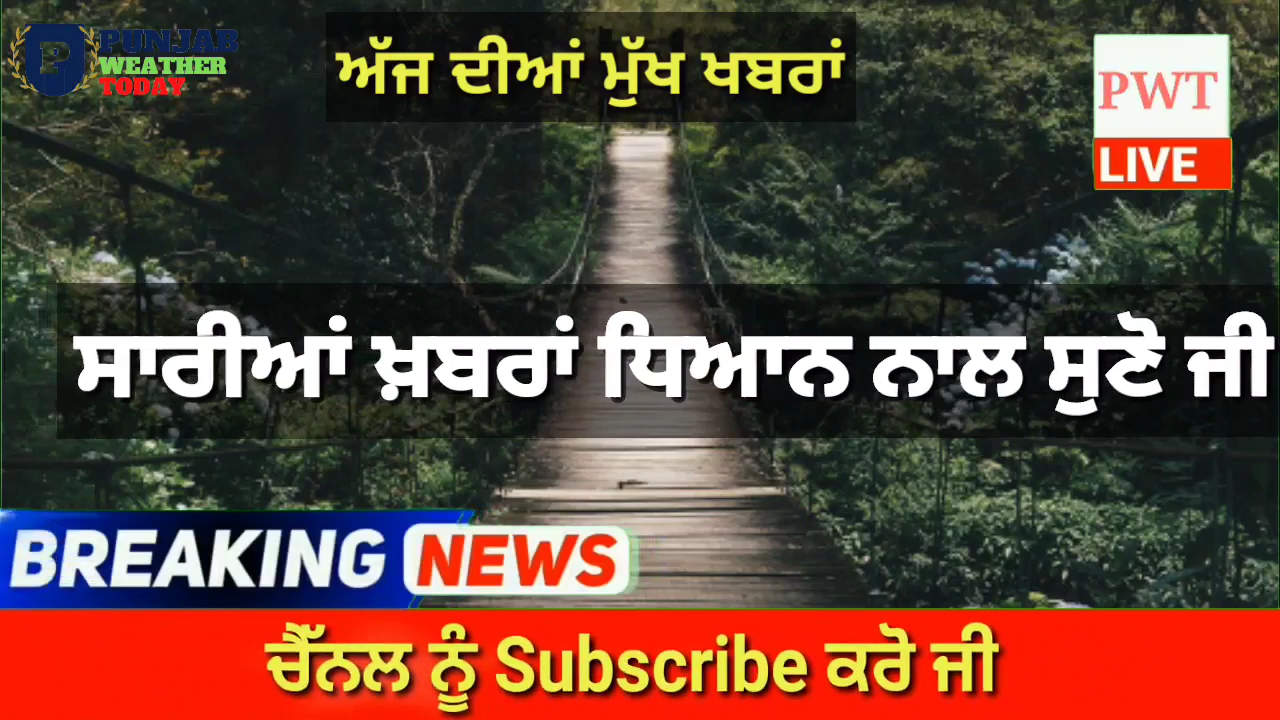 P
PUNJAB
WEATHER
TODAY
ਅੱਜ ਦੀਆਂ ਮੁੱਖ ਖਬਰਾਂ
PWT
LIVE
ਸਾਰੀਆਂ ਖ਼ਬਰਾਂ ਧਿਆਨ ਨਾਲ ਸੁਣੋ ਜੀ
BREAKING NEWS
ਚੈੱਨਲ ਨੂੰ Subscribe ਕਰੋ ਜੀ